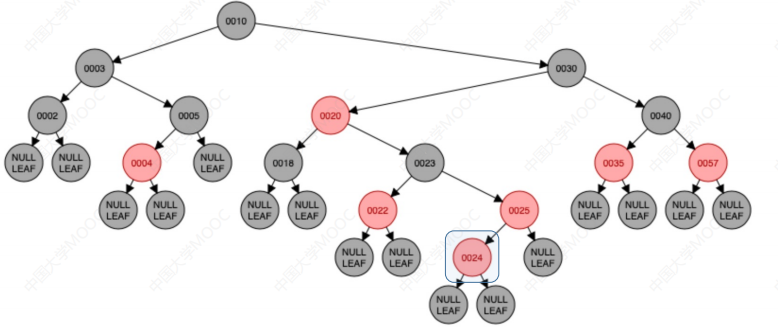 0010
0003
0030
0002
0005
0020
0040
NULL
LEAF
NULL
LEAF
0004
NULL
LEAF
0018
0023
0035
0057
NULL
LEAF
NULL
LEAF
NULL
LEAF
NULL
LEAF
0022
0025
NULL
LEAF
NULL
LEAF
NULL
LEAF
NULL
LEAF
NULL
LEAF
NULL
LEAF
0024
NULL
LEAF
NULL
LEAF
NULL
LEAF
中国大学MOOC